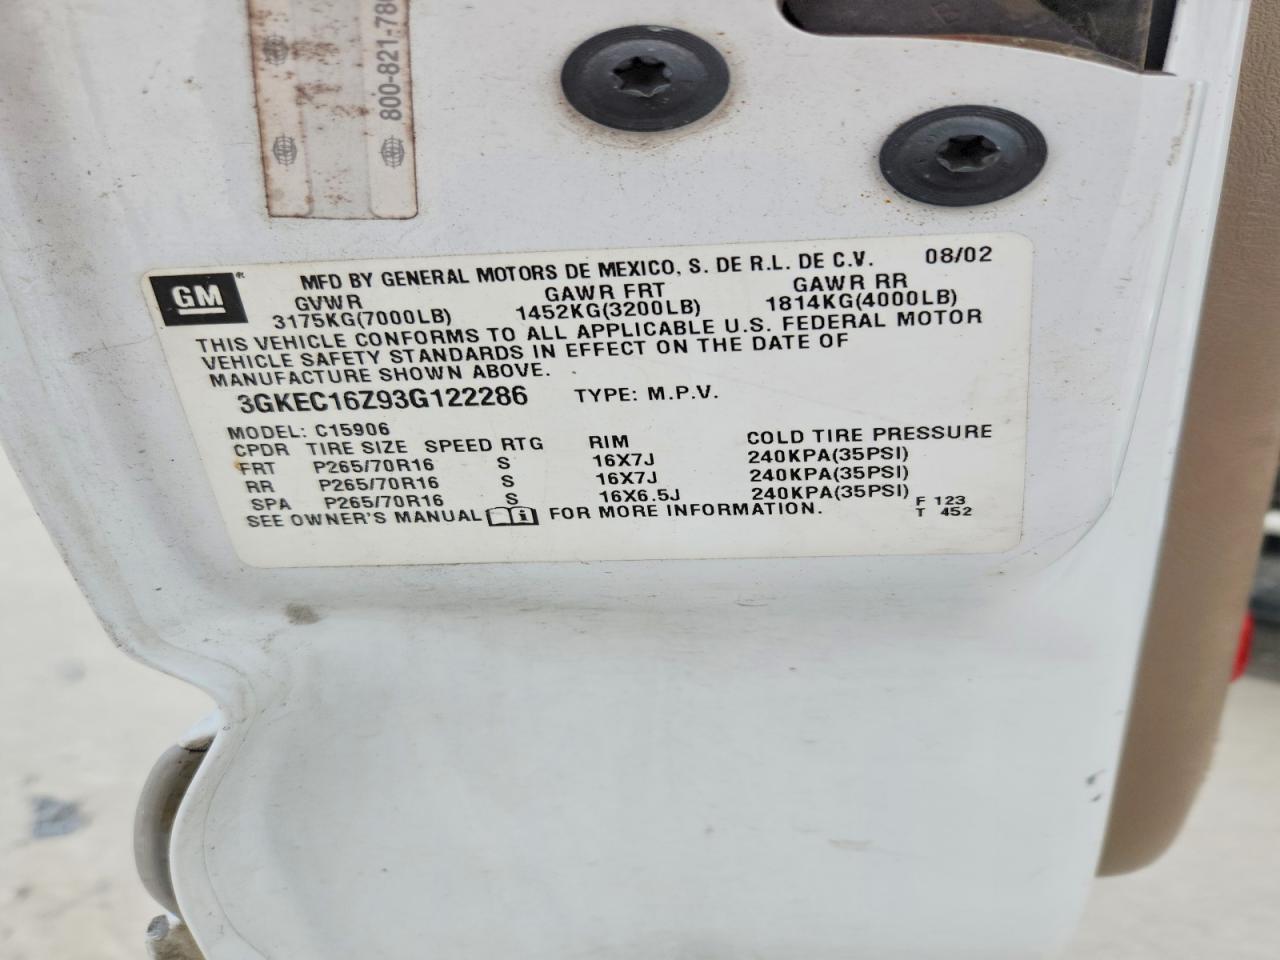 800-821-78
GM
MFD BY GENERAL MOTORS DE MEXICO, S. DE R.L. DE C.V. 08/02
GVWR GAWR FRT GAWR RR
3175KG(7000LB) 1452KG(3200LB) 1814KG(4000LB)
THIS VEHICLE CONFORMS TO ALL APPLICABLE U.S. FEDERAL MOTOR
VEHICLE SAFETY STANDARDS IN EFFECT ON THE DATE OF
MANUFACTURE SHOWN ABOVE.
3GKEC16Z93G122286 TYPE: M.P.V.
MODEL: C15906
CPDR TIRE SIZE SPEED RTG RIM COLD TIRE PRESSURE
FRT P265/70R16 S 16X7J 240KPA(35PSI)
RR P265/70R16 S 16X7J 240KPA(35PSI)
SPA P265/70R16 S 16X6.5J 240KPA(35PSI)
SEE OWNER'S MANUAL FOR MORE INFORMATION.
F 123
T 452